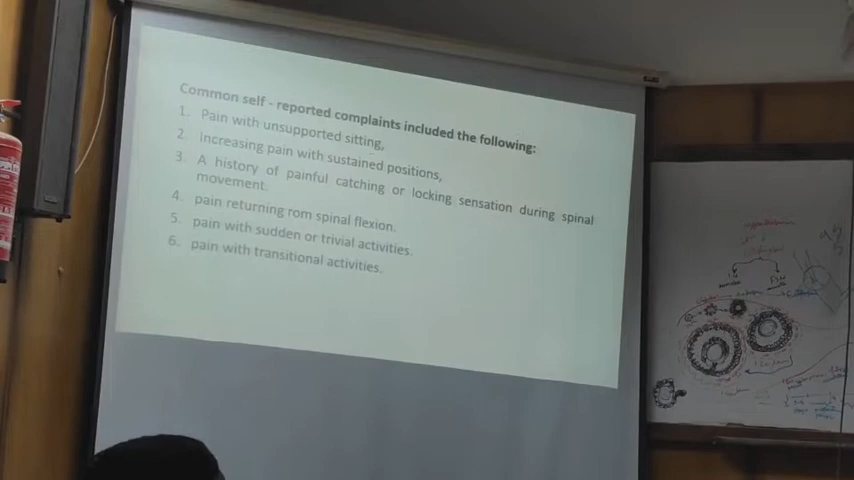 Common self - reported complaints included the following:
1. Pain with unsupported sitting,
2. Increasing pain with sustained positions,
3. A history of painful catching or locking sensation during spinal
movement.
4. pain returning rom spinal flexion.
5. pain with sudden or trivial activities.
6. pain with transitional activities.